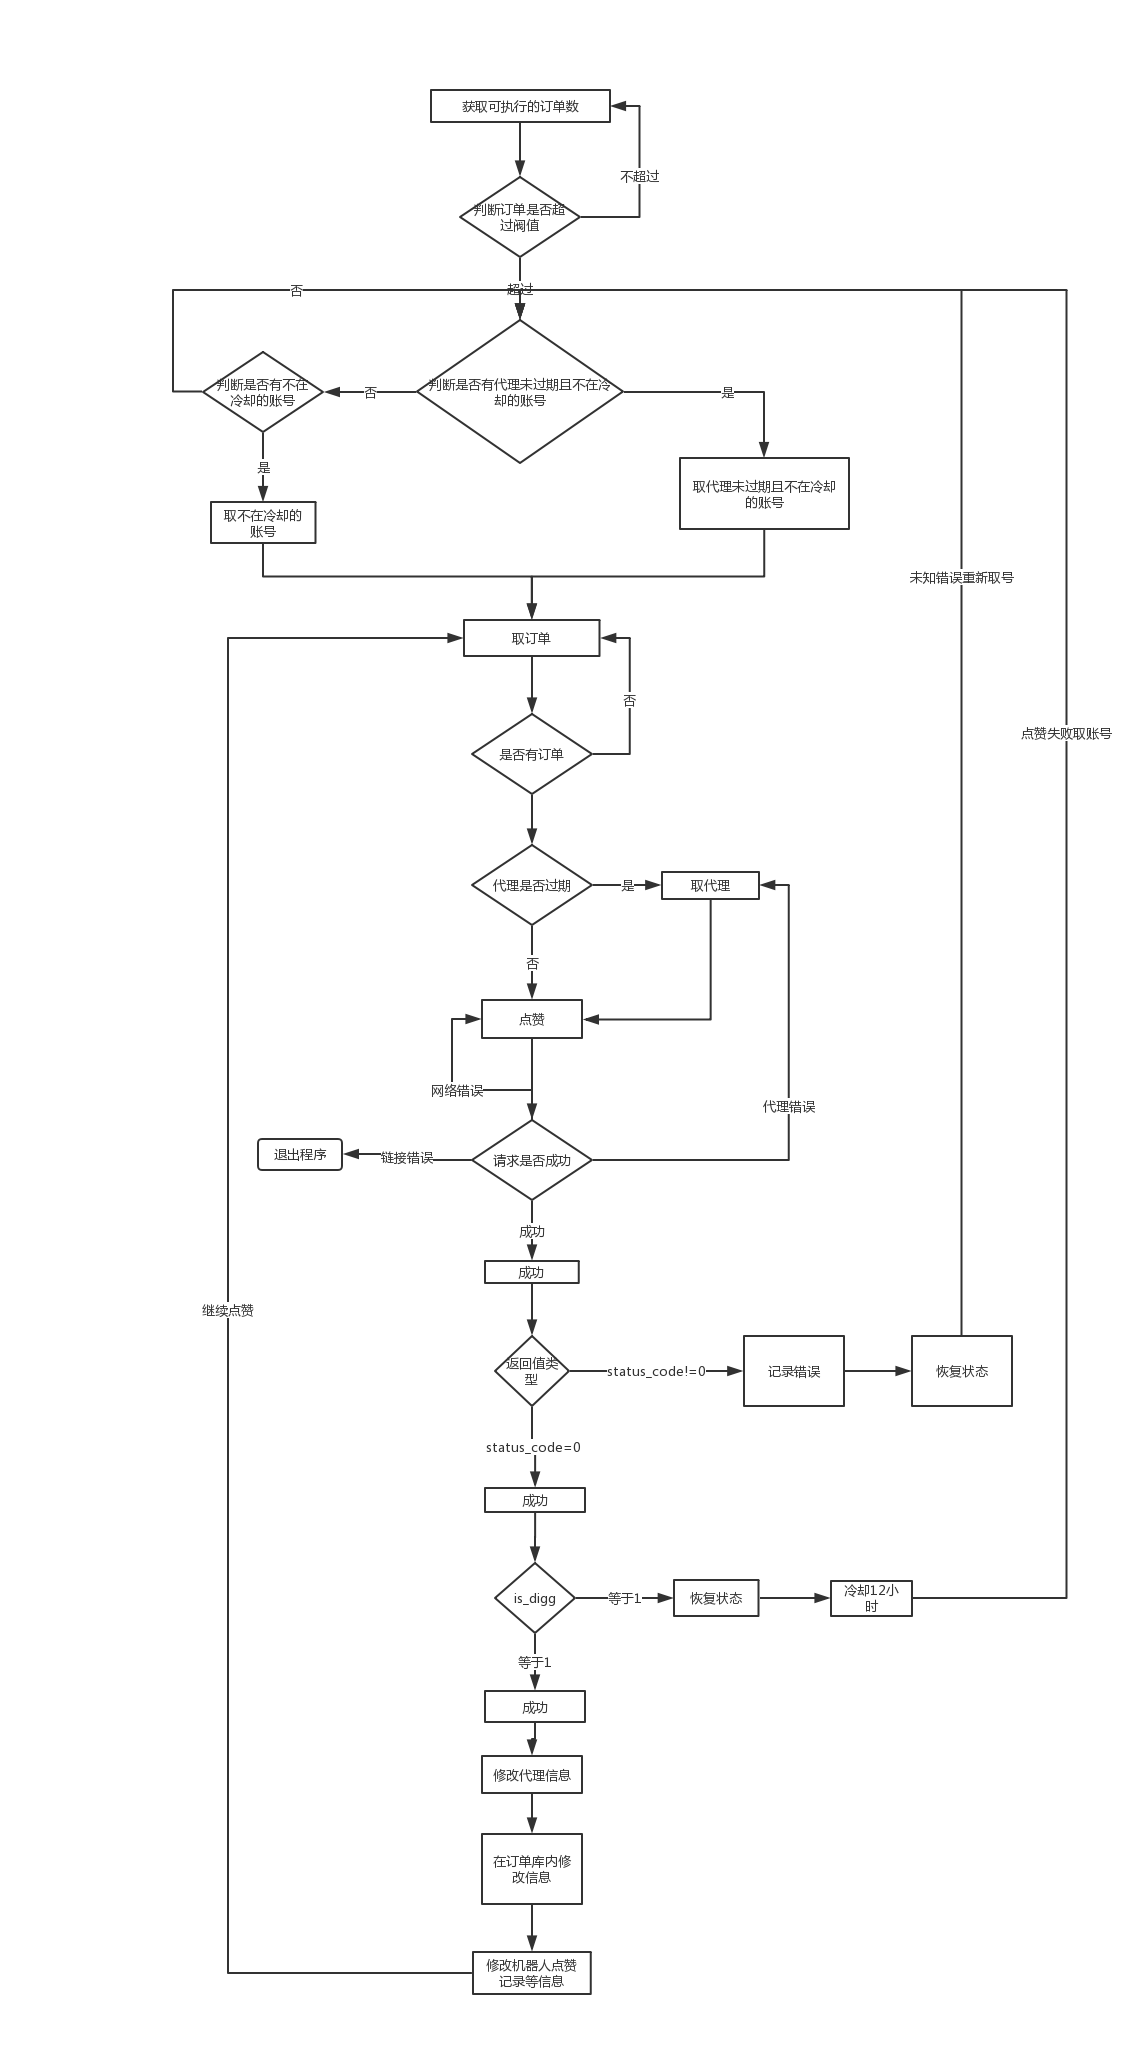 获取可执行的订单数
不超过
判断订单是否超
过阀值
超过
否
判断是否有不在
冷却的账号
否
判断是否有代理未过期且不在冷
却的账号
是
是
取代理未过期且不在冷却
的账号
取不在冷却的
账号
未知错误重新取号
取订单
否
点赞失败取账号
是否有订单
代理是否过期
是
取代理
否
点赞
网络错误
代理错误
退出程序
链接错误
请求是否成功
成功
成功
继续点赞
返回值类
型
status_code!=0
记录错误
恢复状态
status_code=0
成功
is_digg
等于1
恢复状态
冷却12小
时
等于1
成功
修改代理信息
在订单库内修
改信息
修改机器人点赞
记录等信息